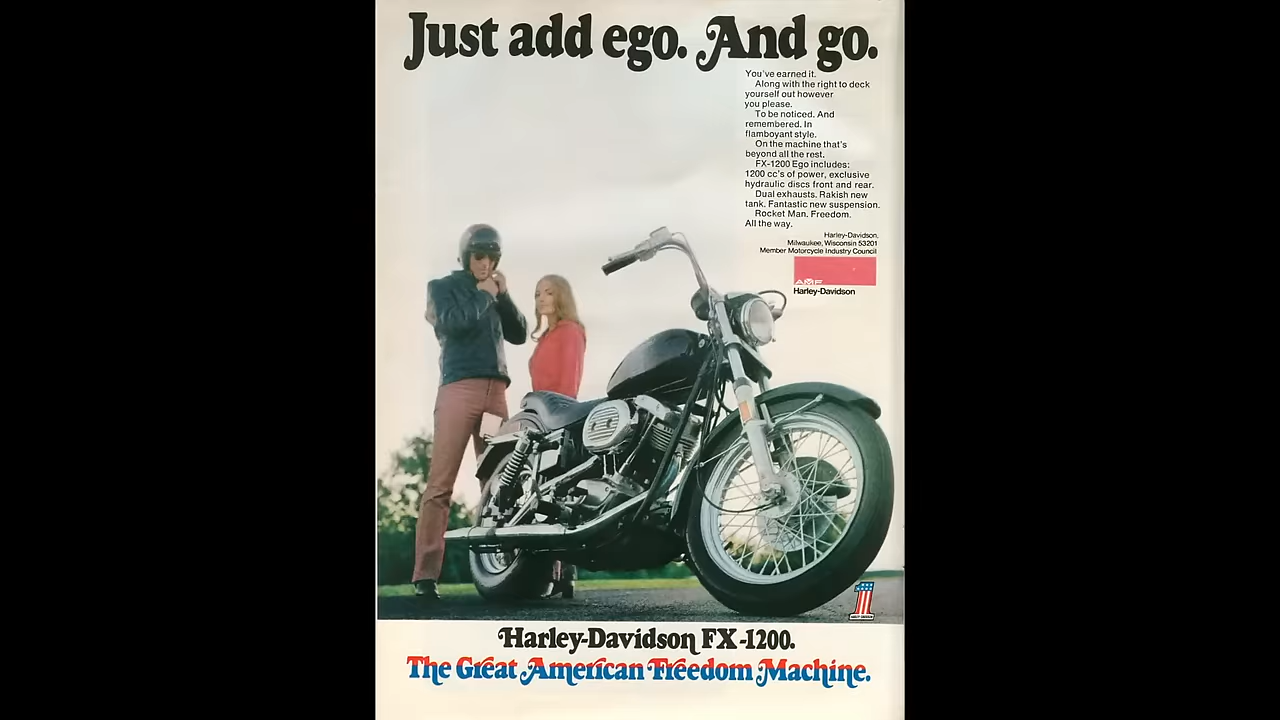 Just add ego. And go.
You've earned it.
Along with the right to deck
yourself out however
you please.
To be noticed. And
remembered. In
flamboyant style.
On the machine that's
beyond all the rest.
FX-1200 Ego includes:
1200 cc's of power, exclusive
hydraulic discs front and rear.
Dual exhausts. Rakish new
tank. Fantastic new suspension.
Rocket Man. Freedom.
All the way.
Harley-Davidson.
Milwaukee, Wisconsin 53201
Member Motorcycle Industry Council
AMF
Harley-Davidson
1
HARLEY-DAVIDSON
Harley-Davidson FX-1200.
The Great American Freedom Machine.